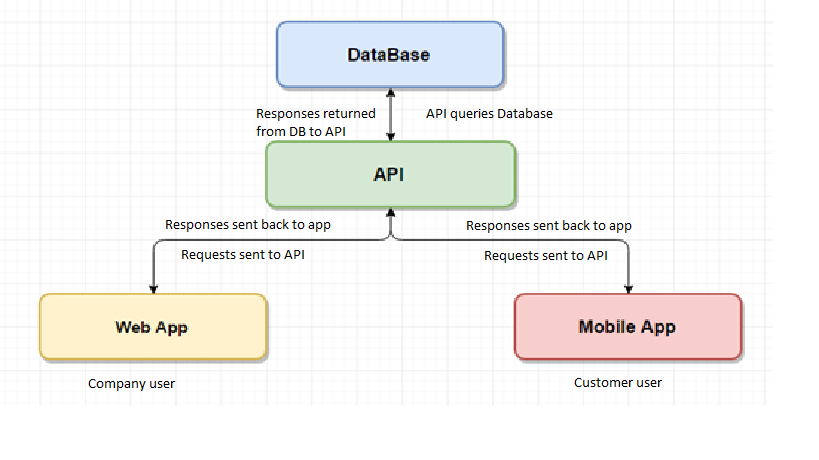 DataBase
Responses returned
from DB to API
API queries Database
API
Responses sent back to app
Responses sent back to app
Requests sent to API
Requests sent to API
Web App
Mobile App
Company user
Customer user